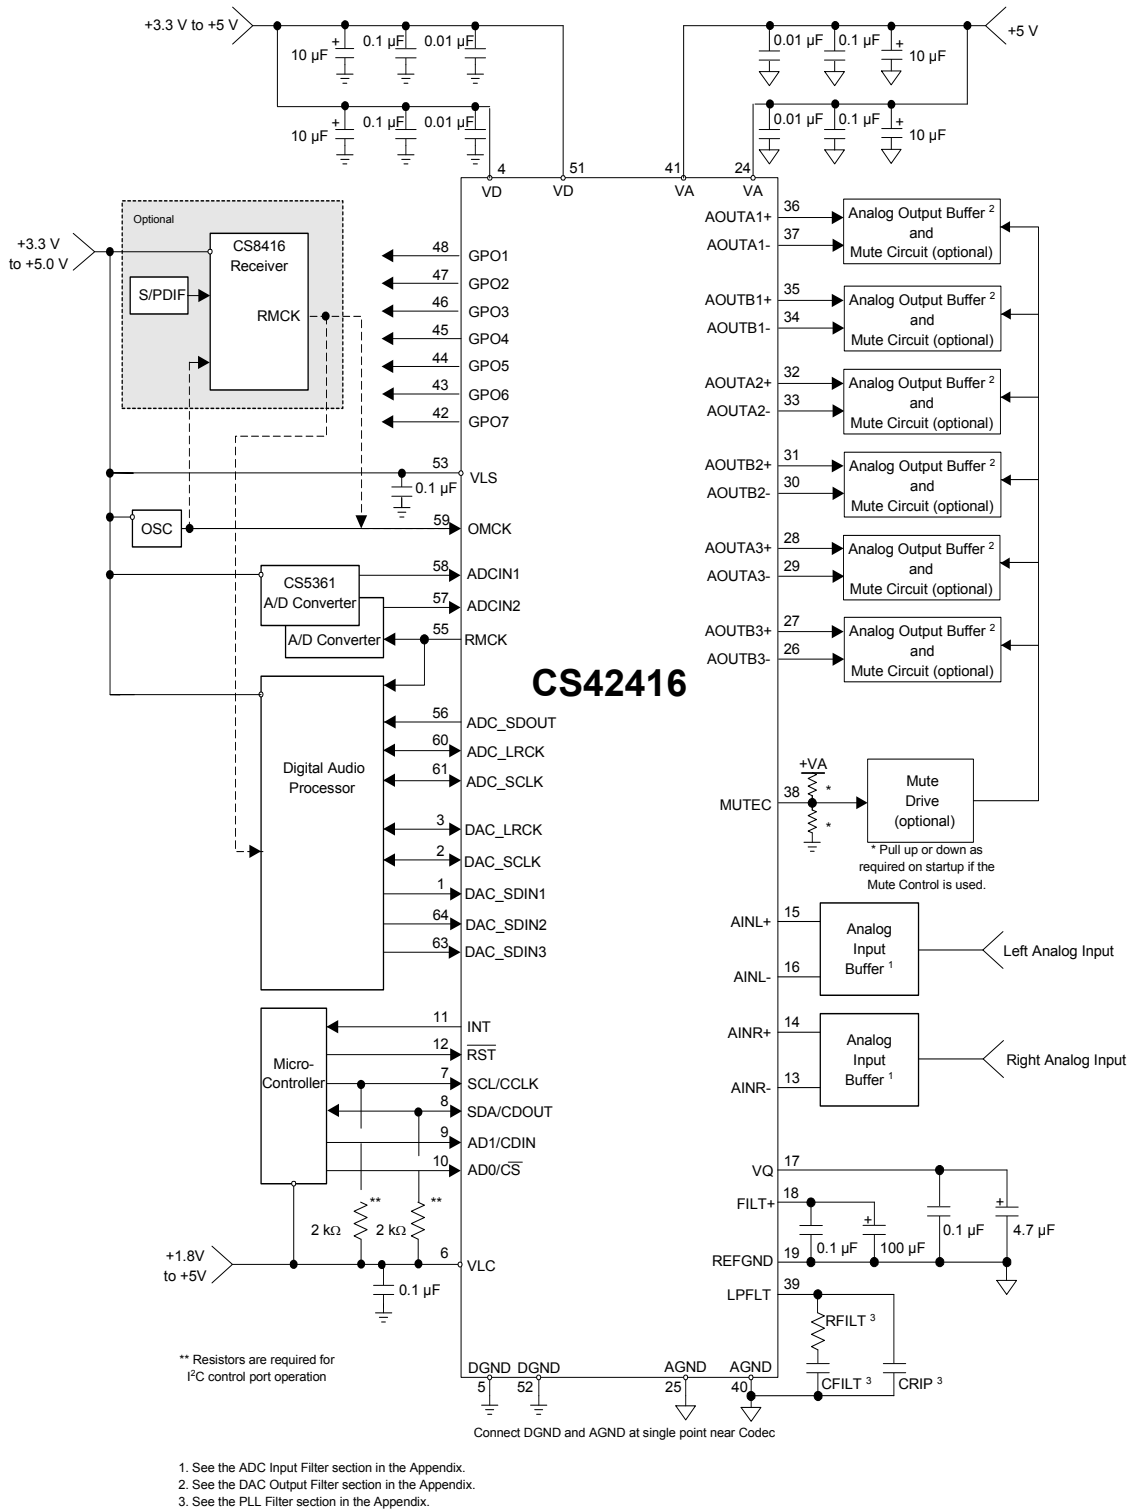 +3.3 V to +5 V
10 µF
+
0.1 µF
0.01 µF
0.01 µF
0.1 µF
+
10 µF
+5 V
10 µF
+
0.1 µF
0.01 µF
0.01 µF
0.1 µF
+
10 µF
4
51
41
24
VD
VD
VA
VA
Optional
+3.3 V
to +5.0 V
CS8416
Receiver
S/PDIF
RMCK
48
GPO1
47
GPO2
46
GPO3
45
GPO4
44
GPO5
43
GPO6
42
GPO7
53
VLS
0.1 µF
OSC
59
OMCK
58
ADCIN1
CS5361
A/D Converter
57
ADCIN2
A/D Converter
55
RMCK
CS42416
Digital Audio
Processor
56
ADC_SDOUT
60
ADC_LRCK
61
ADC_SCLK
3
DAC_LRCK
2
DAC_SCLK
1
DAC_SDIN1
64
DAC_SDIN2
63
DAC_SDIN3
Micro-
Controller
11
INT
12
RST
7
SCL/CCLK
8
SDA/CDOUT
9
AD1/CDIN
10
AD0/CS
2 kΩ
**
2 kΩ
**
+1.8V
to +5V
6
VLC
0.1 µF
** Resistors are required for
I2C control port operation
AOUTA1+
36
AOUTA1-
37
Analog Output Buffer 2
and
Mute Circuit (optional)
AOUTB1+
35
AOUTB1-
34
Analog Output Buffer 2
and
Mute Circuit (optional)
AOUTA2+
32
AOUTA2-
33
Analog Output Buffer 2
and
Mute Circuit (optional)
AOUTB2+
31
AOUTB2-
30
Analog Output Buffer 2
and
Mute Circuit (optional)
AOUTA3+
28
AOUTA3-
29
Analog Output Buffer 2
and
Mute Circuit (optional)
AOUTB3+
27
AOUTB3-
26
Analog Output Buffer 2
and
Mute Circuit (optional)
+VA
*
MUTEC
38
*
Mute
Drive
(optional)
* Pull up or down as
required on startup if the
Mute Control is used.
AINL+
15
AINL-
16
Analog
Input
Buffer 1
Left Analog Input
AINR+
14
AINR-
13
Analog
Input
Buffer 1
Right Analog Input
VQ
17
FILT+
18
0.1 µF
+
100 µF
0.1 µF
+
4.7 µF
REFGND
19
LPFLT
39
RFILT 3
CFILT 3
CRIP 3
DGND
DGND
AGND
AGND
5
52
25
40
Connect DGND and AGND at single point near Codec
1. See the ADC Input Filter section in the Appendix.
2. See the DAC Output Filter section in the Appendix.
3. See the PLL Filter section in the Appendix.